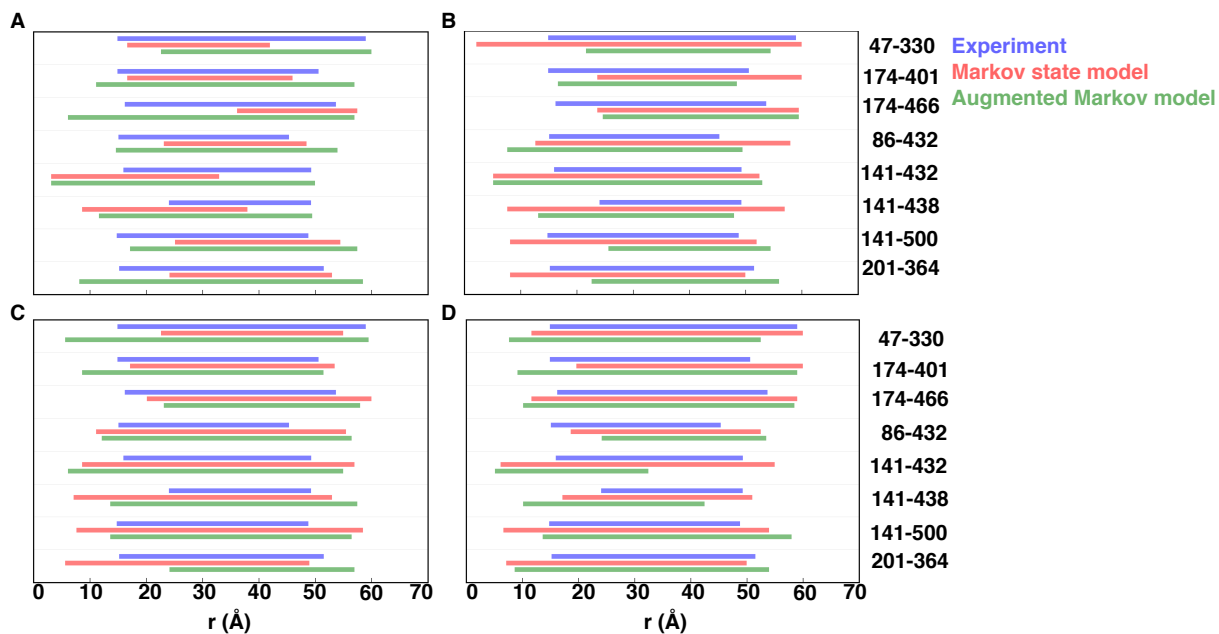 A
B
47-330
Experiment
174-401
Markov state model
174-466
Augmented Markov model
86-432
141-432
141-438
141-500
201-364
C
D
47-330
174-401
174-466
86-432
141-432
141-438
141-500
201-364
0 10 20 30 40 50 60 70
0 10 20 30 40 50 60 70
r (Å)
r (Å)